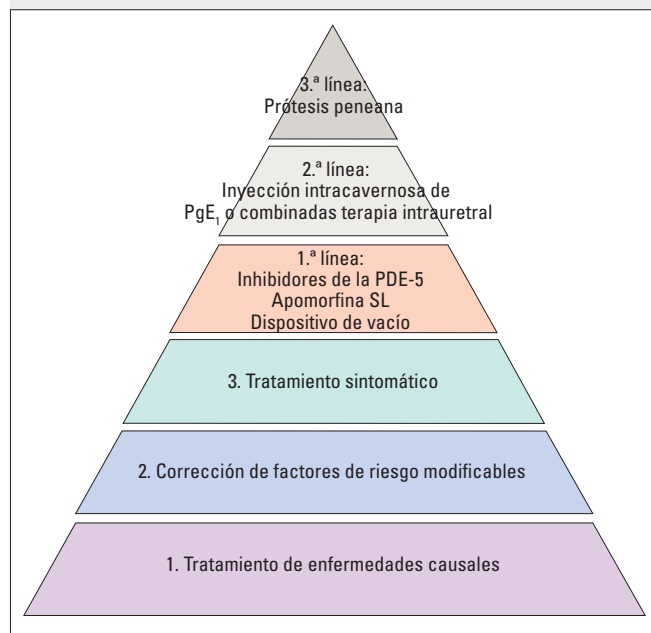 3.ª línea:
Prótesis peneana
2.ª línea:
Inyección intracavernosa de
PgE₁ o combinadas terapia intrauretral
1.ª línea:
Inhibidores de la PDE-5
Apomorfina SL
Dispositivo de vacío
3. Tratamiento sintomático
2. Corrección de factores de riesgo modificables
1. Tratamiento de enfermedades causales